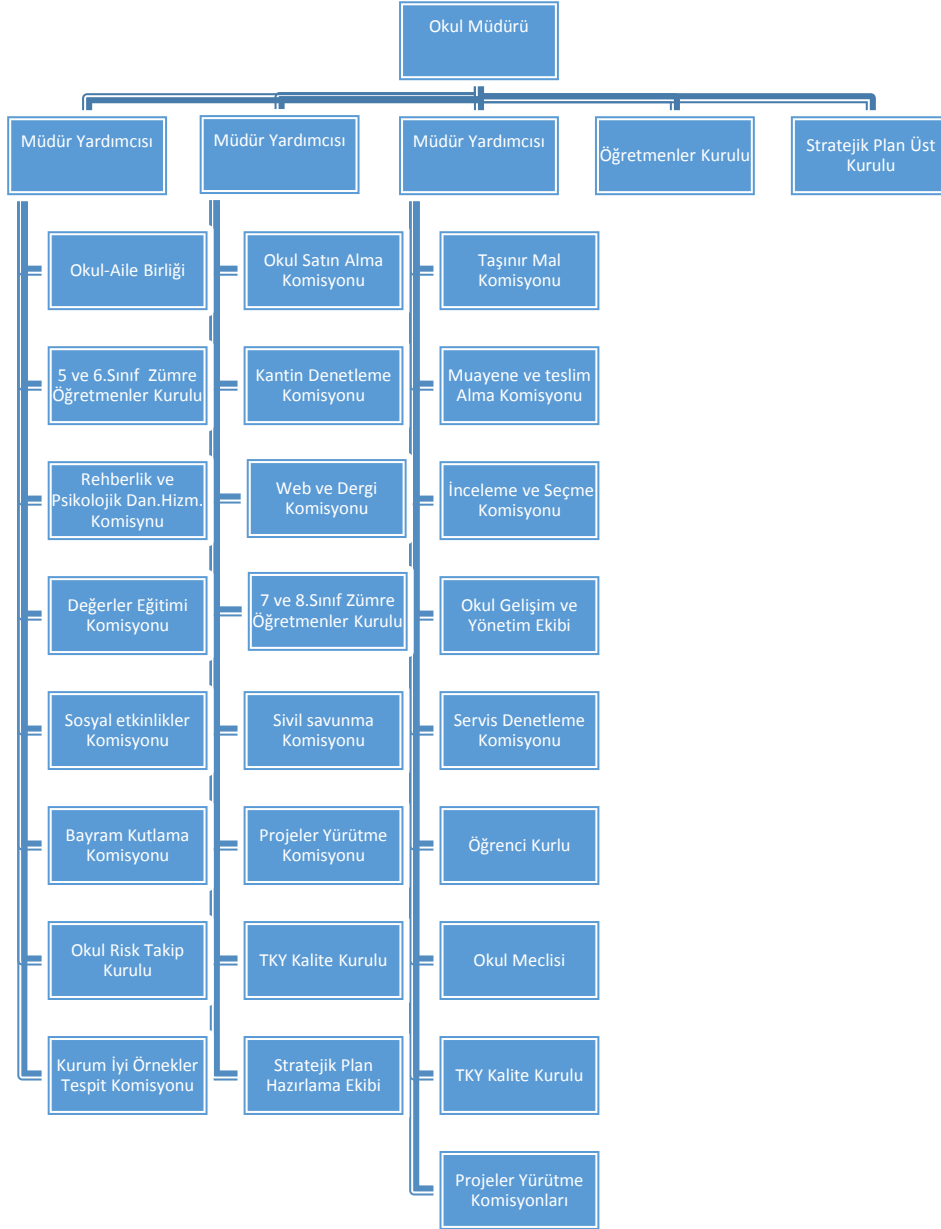 Okul Müdürü
Müdür Yardımcısı
Müdür Yardımcısı
Müdür Yardımcısı
Öğretmenler Kurulu
Stratejik Plan Üst
Kurulu
Okul-Aile Birliği
5 ve 6.Sınıf  Zümre
Öğretmenler Kurulu
Rehberlik ve
Psikolojik Dan.Hizm.
Komisynu
Değerler Eğitimi
Komisyonu
Sosyal etkinlikler
Komisyonu
Bayram Kutlama
Komisyonu
Okul Risk Takip
Kurulu
Kurum İyi Örnekler
Tespit Komisyonu
Okul Satın Alma
Komisyonu
Kantin Denetleme
Komisyonu
Web ve Dergi
Komisyonu
7 ve 8.Sınıf Zümre
Öğretmenler Kurulu
Sivil savunma
Komisyonu
Projeler Yürütme
Komisyonu
TKY Kalite Kurulu
Stratejik Plan
Hazırlama Ekibi
Taşınır Mal
Komisyonu
Muayene ve teslim
Alma Komisyonu
İnceleme ve Seçme
Komisyonu
Okul Gelişim ve
Yönetim Ekibi
Servis Denetleme
Komisyonu
Öğrenci Kurlu
Okul Meclisi
TKY Kalite Kurulu
Projeler Yürütme
Komisyonları